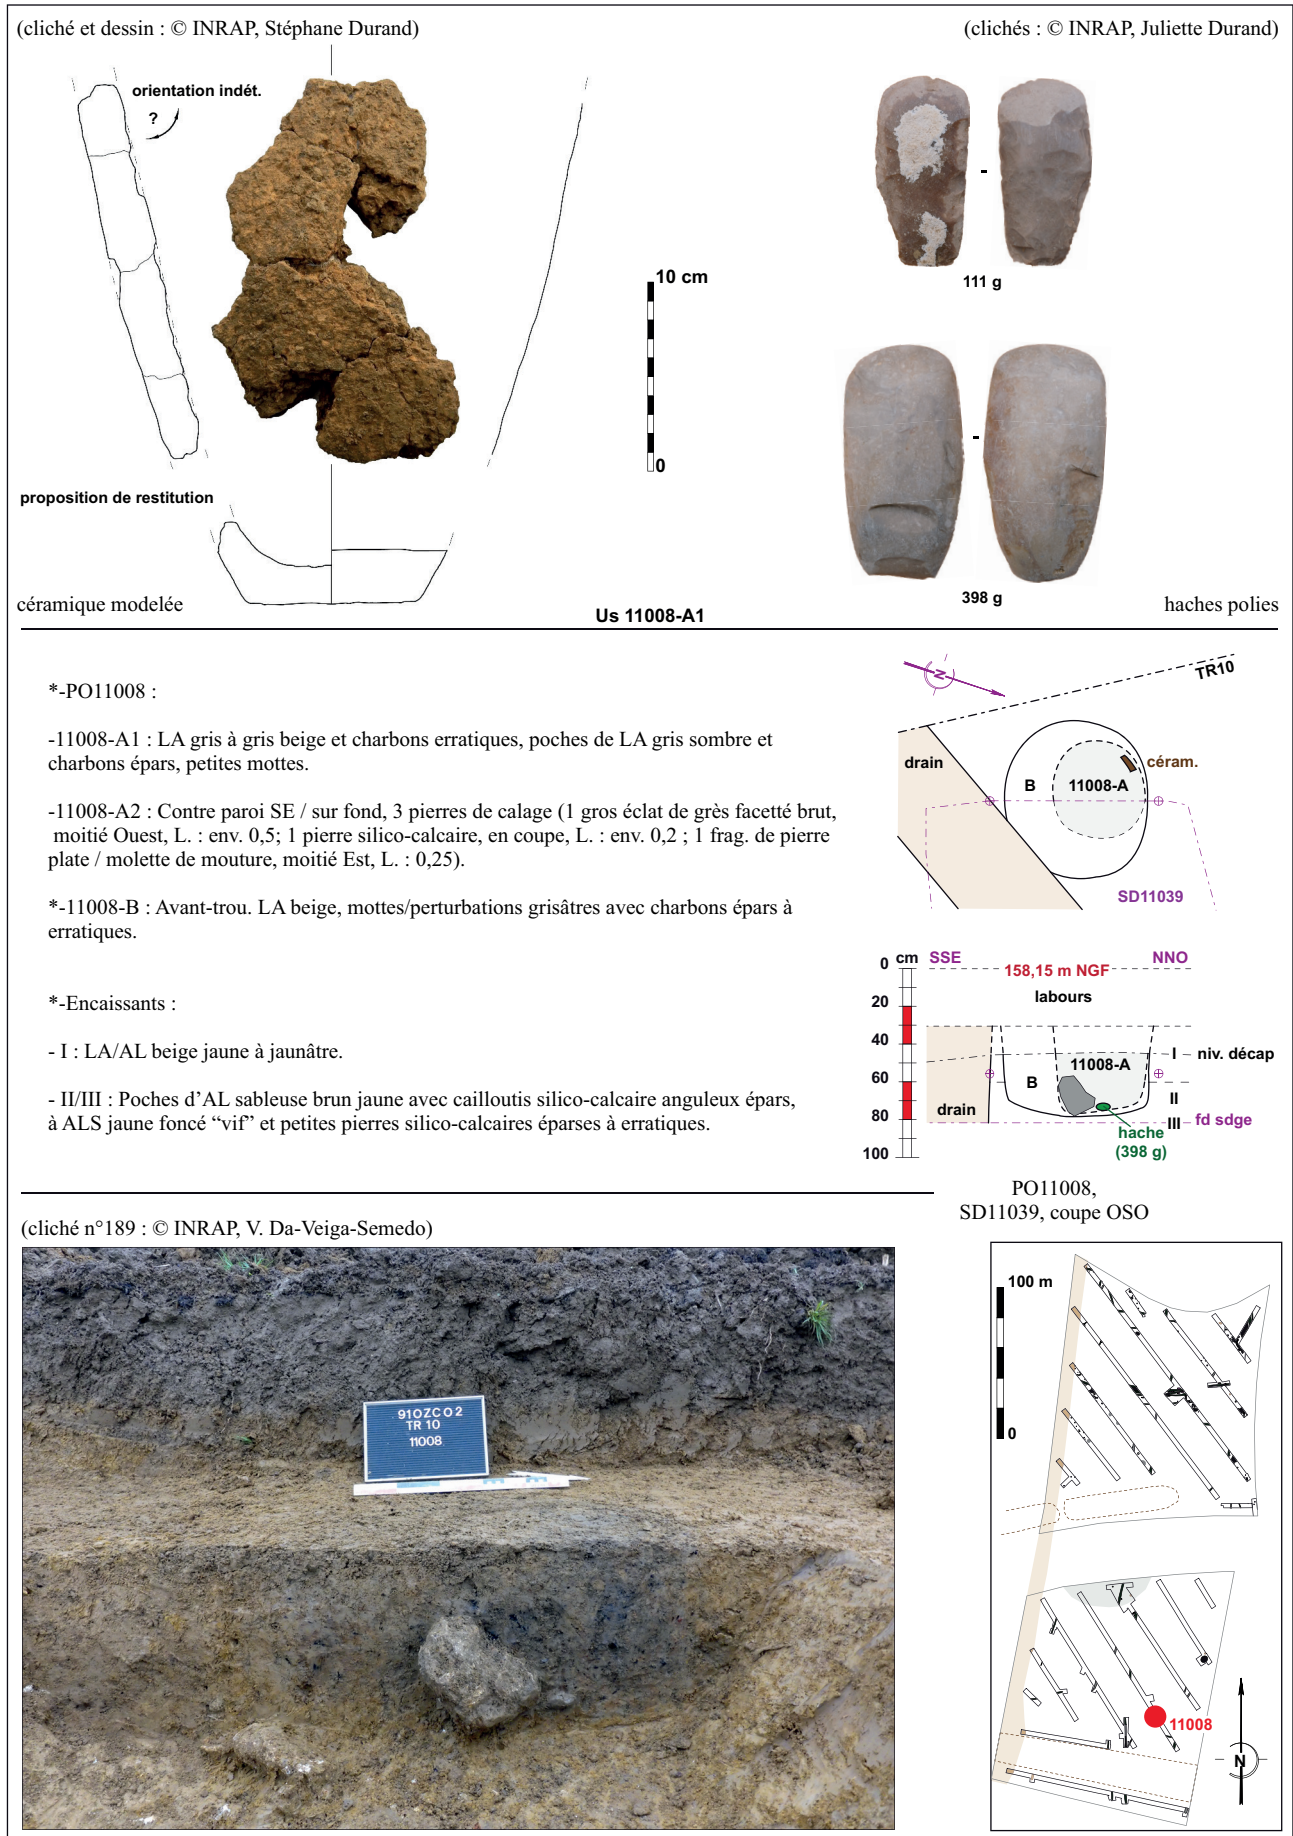 (cliché et dessin : © INRAP, Stéphane Durand)
(clichés : © INRAP, Juliette Durand)
orientation indét.
?
10 cm
0
111 g
398 g
proposition de restitution
céramique modelée
Us 11008-A1
haches polies
*-PO11008 :
-11008-A1 : LA gris à gris beige et charbons erratiques, poches de LA gris sombre et
charbons épars, petites mottes.
-11008-A2 : Contre paroi SE / sur fond, 3 pierres de calage (1 gros éclat de grès facetté brut,
moitié Ouest, L. : env. 0,5; 1 pierre silico-calcaire, en coupe, L. : env. 0,2 ; 1 frag. de pierre
plate / molette de mouture, moitié Est, L. : 0,25).
*-11008-B : Avant-trou. LA beige, mottes/perturbations grisâtres avec charbons épars à
erratiques.
*-Encaissants :
- I : LA/AL beige jaune à jaunâtre.
- II/III : Poches d'AL sableuse brun jaune avec cailloutis silico-calcaire anguleux épars,
à ALS jaune foncé “vif” et petites pierres silico-calcaires éparses à erratiques.
N
TR10
drain
B
11008-A
céram.
SD11039
cm
SSE
NNO
0
20
40
60
80
100
158,15 m NGF
labours
11008-A
B
drain
I
niv. décap
II
III
fd sdge
hache
(398 g)
PO11008,
SD11039, coupe OSO
(cliché n°189 : © INRAP, V. Da-Veiga-Semedo)
910ZC02
TR 10
11008
100 m
0
11008
N